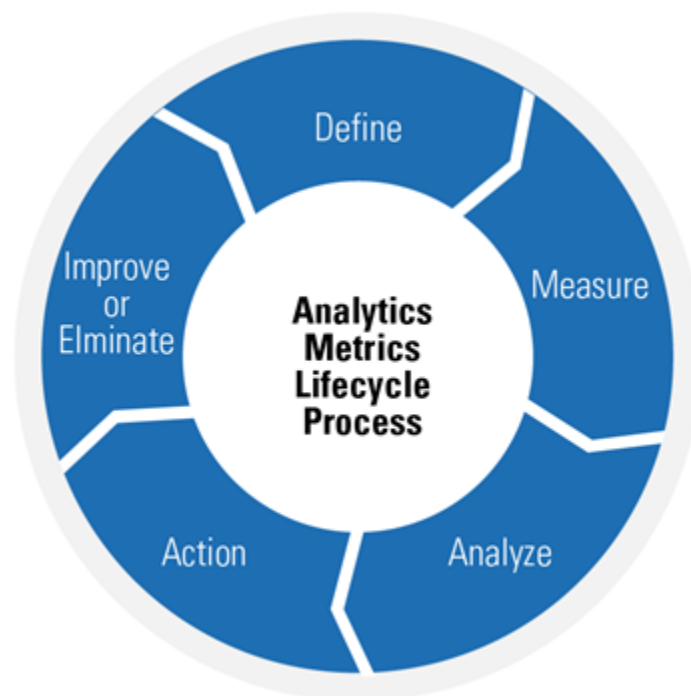 Define
Measure
Analyze
Action
Improve
or
Elminate
Analytics
Metrics
Lifecycle
Process